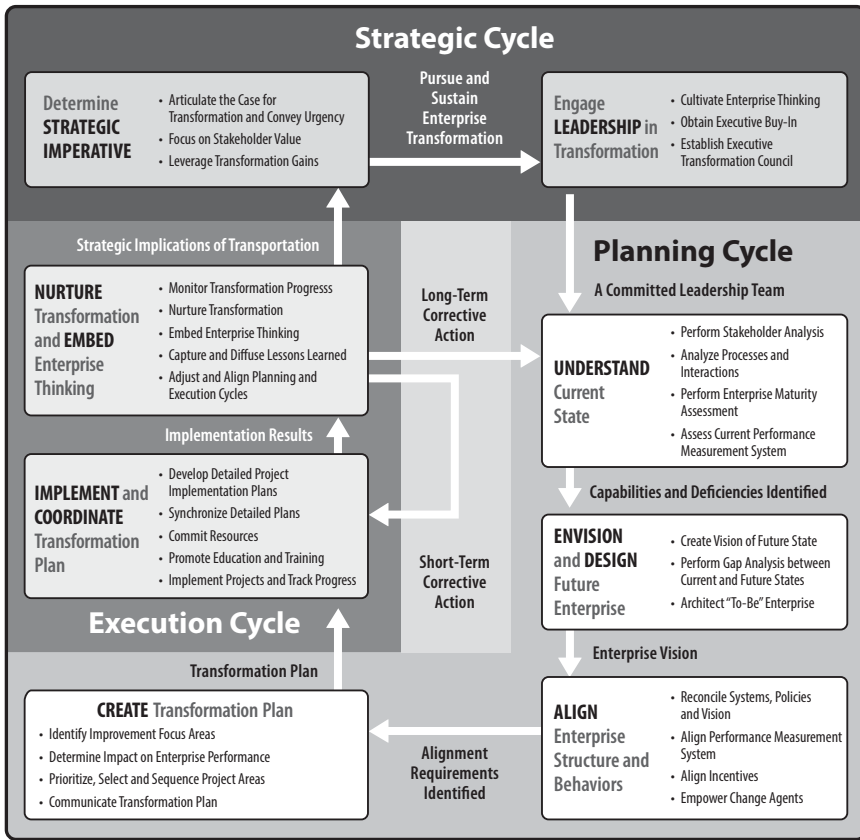 Strategic Cycle
Determine
STRATEGIC
IMPERATIVE
• Articulate the Case for
Transformation and Convey Urgency
• Focus on Stakeholder Value
• Leverage Transformation Gains
Pursue and
Sustain
Enterprise
Transformation
Engage
LEADERSHIP in
Transformation
• Cultivate Enterprise Thinking
• Obtain Executive Buy-In
• Establish Executive
Transformation Council
Strategic Implications of Transportation
Planning Cycle
A Committed Leadership Team
NURTURE
Transformation
and EMBED
Enterprise
Thinking
• Monitor Transformation Progresss
• Nurture Transformation
• Embed Enterprise Thinking
• Capture and Diffuse Lessons Learned
• Adjust and Align Planning and
Execution Cycles
Long-Term
Corrective
Action
UNDERSTAND
Current
State
• Perform Stakeholder Analysis
• Analyze Processes and
Interactions
• Perform Enterprise Maturity
Assessment
• Assess Current Performance
Measurement System
Implementation Results
Capabilities and Deficiencies Identified
IMPLEMENT and
COORDINATE
Transformation
Plan
• Develop Detailed Project
Implementation Plans
• Synchronize Detailed Plans
• Commit Resources
• Promote Education and Training
• Implement Projects and Track Progress
Short-Term
Corrective
Action
ENVISION
and DESIGN
Future
Enterprise
• Create Vision of Future State
• Perform Gap Analysis between
Current and Future States
• Architect “To-Be” Enterprise
Execution Cycle
Transformation Plan
Enterprise Vision
CREATE Transformation Plan
• Identify Improvement Focus Areas
• Determine Impact on Enterprise Performance
• Prioritize, Select and Sequence Project Areas
• Communicate Transformation Plan
Alignment
Requirements
Identified
ALIGN
Enterprise
Structure and
Behaviors
• Reconcile Systems, Policies
and Vision
• Align Performance Measurement
System
• Align Incentives
• Empower Change Agents